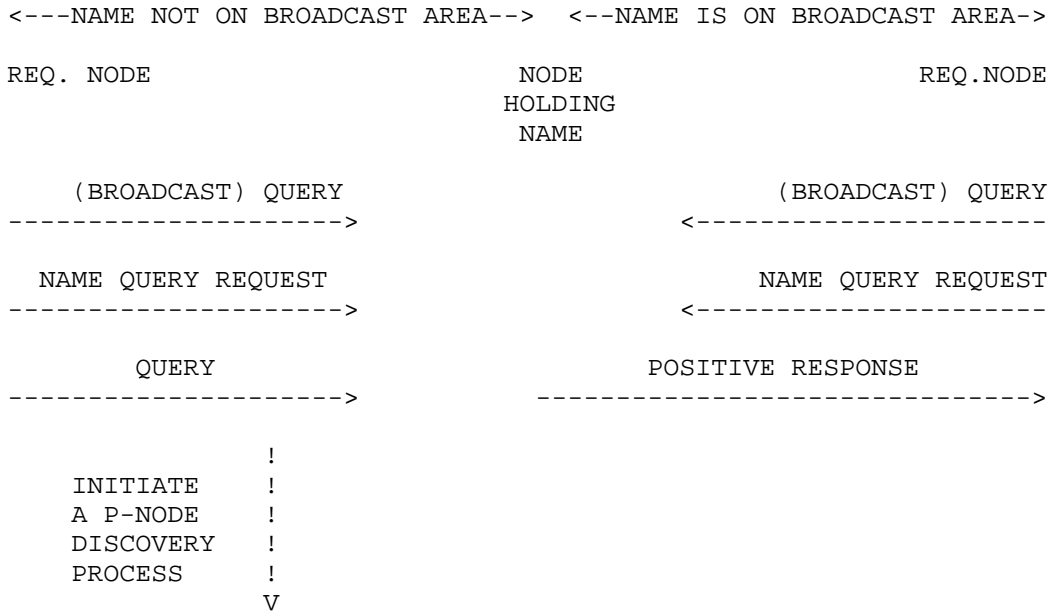 <---NAME NOT ON BROADCAST AREA--> <--NAME IS ON BROADCAST AREA->
REQ. NODE NODE REQ.NODE
HOLDING
NAME
(BROADCAST) QUERY (BROADCAST) QUERY
---------------------> <----------------------
NAME QUERY REQUEST NAME QUERY REQUEST
---------------------> <----------------------
QUERY POSITIVE RESPONSE
---------------------> ------------------------------->
!
INITIATE !
A P-NODE !
DISCOVERY !
PROCESS !
V